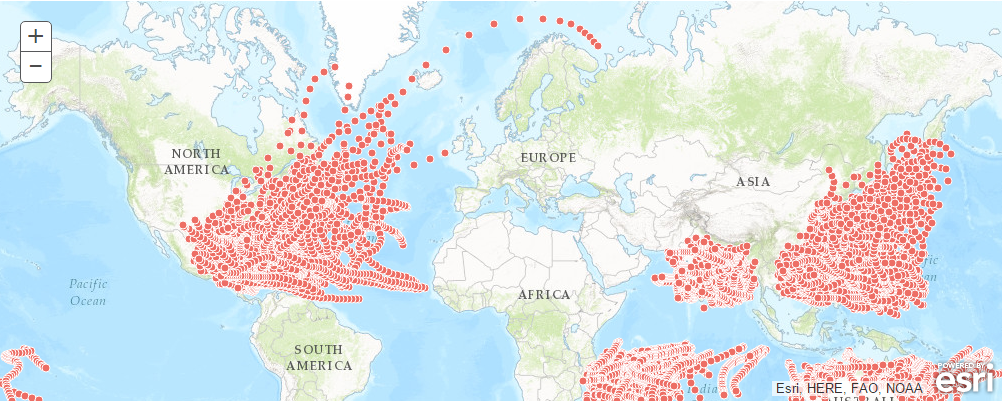 +
−
NORTH
AMERICA
EUROPE
ASIA
Pacific
Ocean
AFRICA
SOUTH
AMERICA
Esri, HERE, FAO, NOAA
POWERED BY
esri